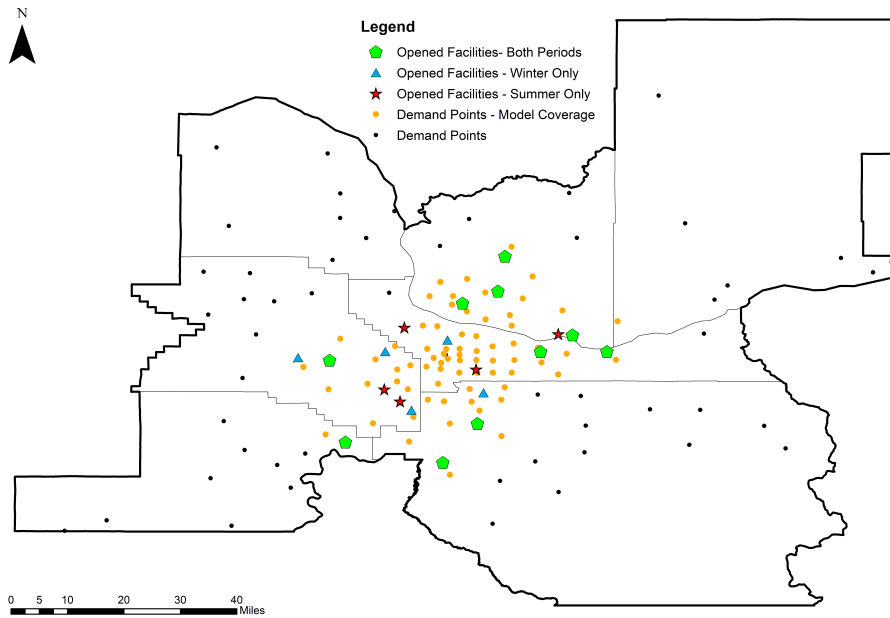 N
Legend
Opened Facilities- Both Periods
Opened Facilities - Winter Only
Opened Facilities - Summer Only
Demand Points - Model Coverage
Demand Points
0 5 10 20 30 40
Miles